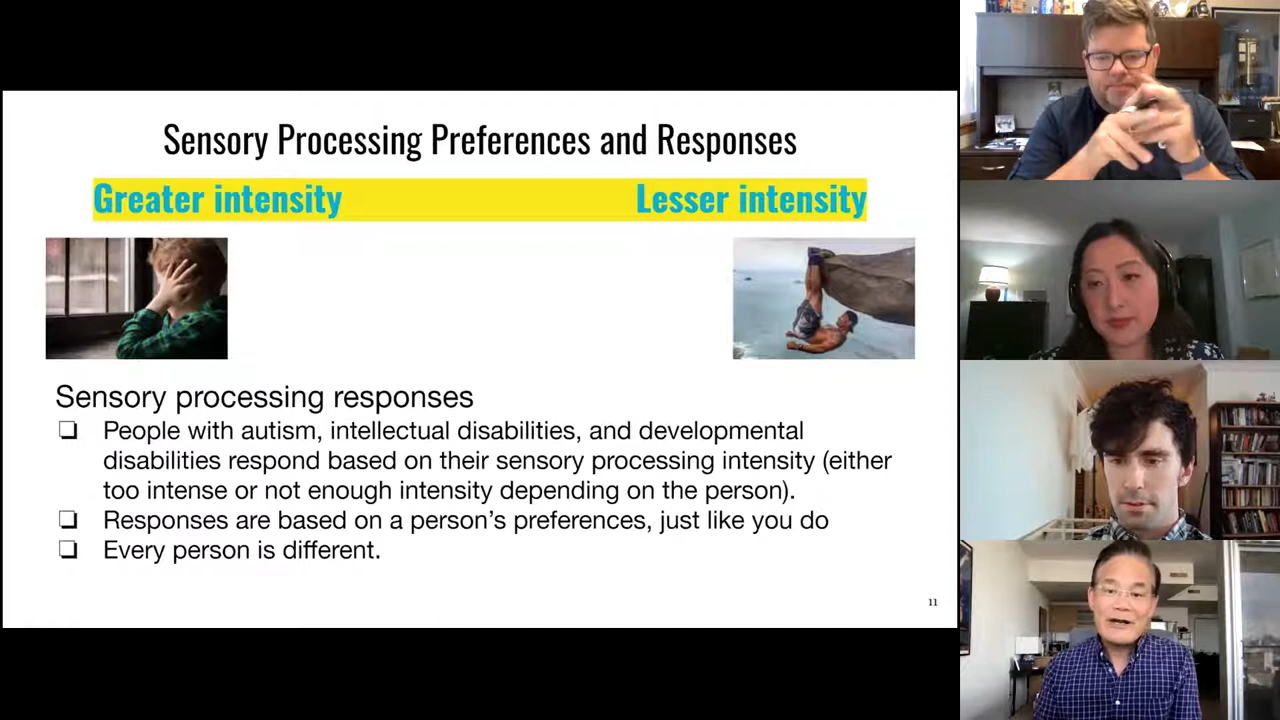 Sensory Processing Preferences and Responses
Greater intensity
Lesser intensity
Sensory processing responses
People with autism, intellectual disabilities, and developmental
disabilities respond based on their sensory processing intensity (either
too intense or not enough intensity depending on the person).
Responses are based on a person’s preferences, just like you do
Every person is different.
11